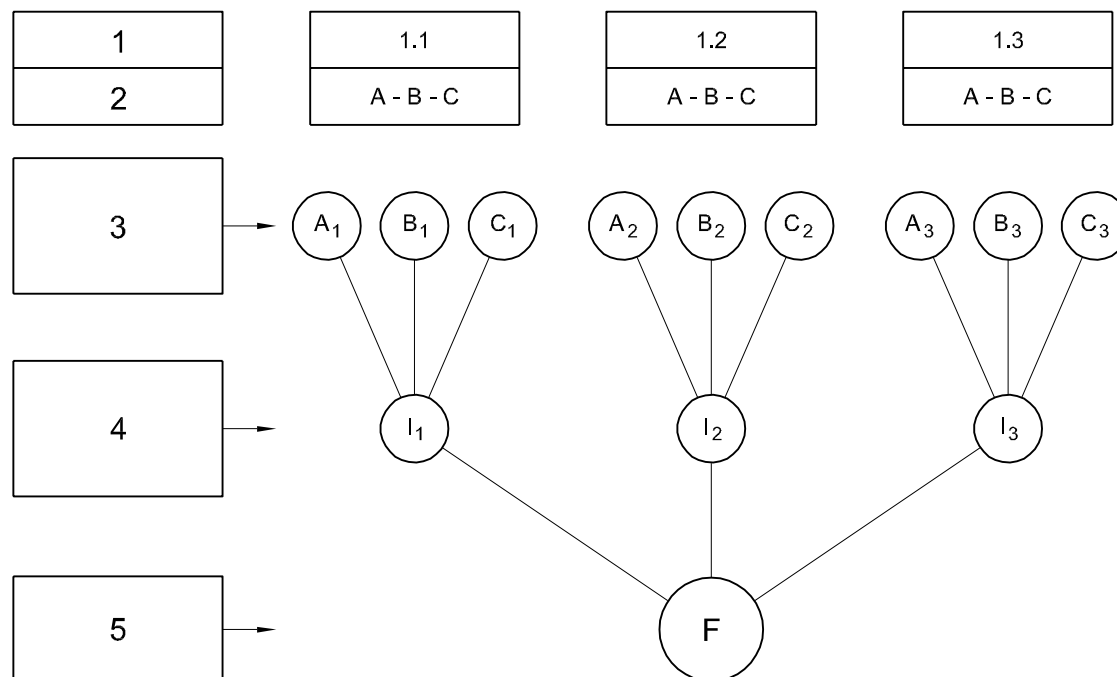 1 1.1 1.2 1.3
2 A - B - C A - B - C A - B - C
3 A₁ B₁ C₁ A₂ B₂ C₂ A₃ B₃ C₃
4 I₁ I₂ I₃
5 F